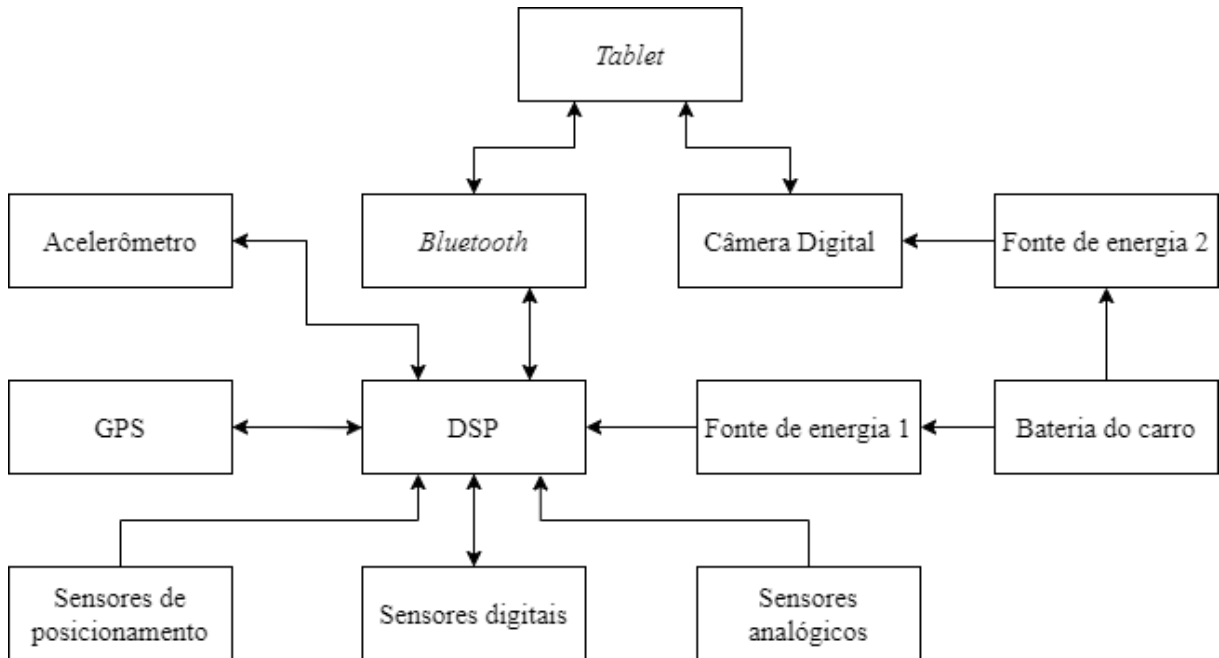 Tablet
Acelerômetro
Bluetooth
Câmera Digital
Fonte de energia 2
GPS
DSP
Fonte de energia 1
Bateria do carro
Sensores de
posicionamento
Sensores digitais
Sensores
analógicos